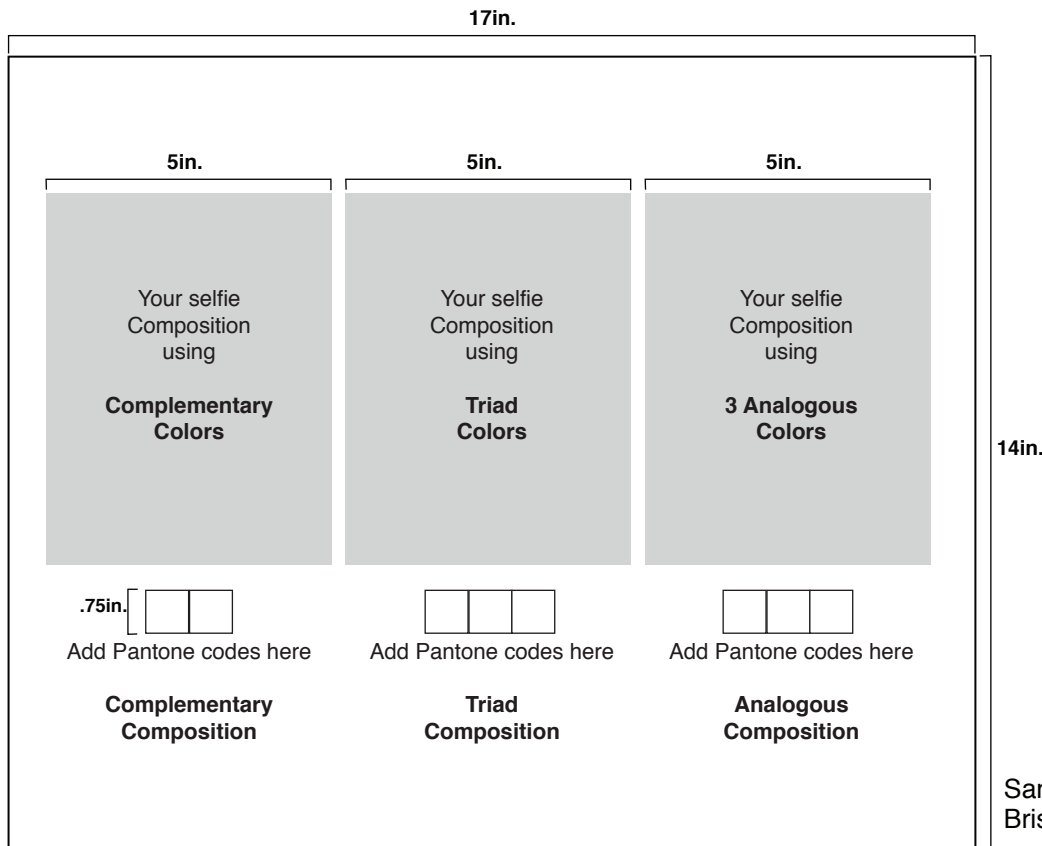 17in.
5in.
5in.
5in.
Your selfie
Composition
using
Complementary
Colors
Your selfie
Composition
using
Triad
Colors
Your selfie
Composition
using
3 Analogous
Colors
14in.
.75in.
Add Pantone codes here
Add Pantone codes here
Add Pantone codes here
Complementary
Composition
Triad
Composition
Analogous
Composition